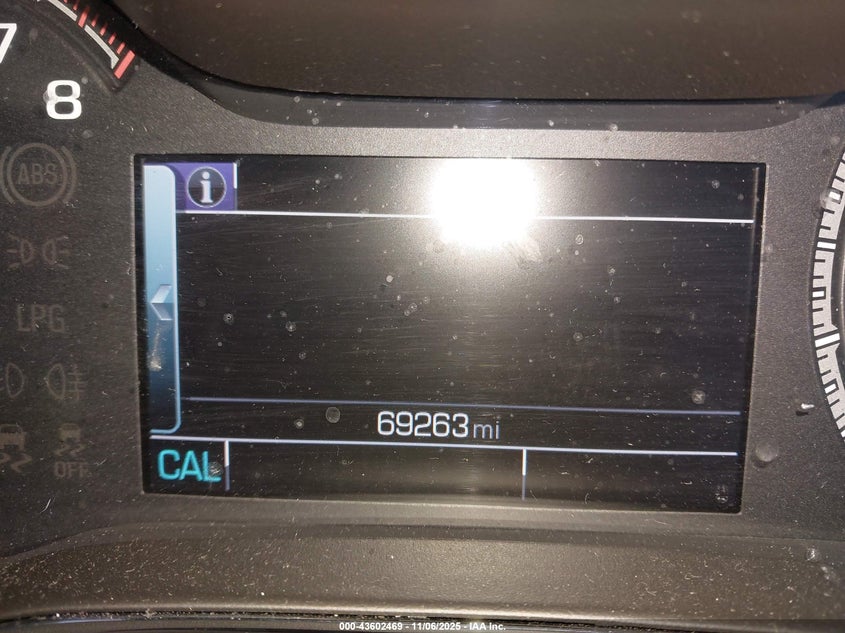 7
8
ABS
i
LPG
69263 mi
CAL
OFF
000-43602469 - 11/06/2025 - IAA Inc.